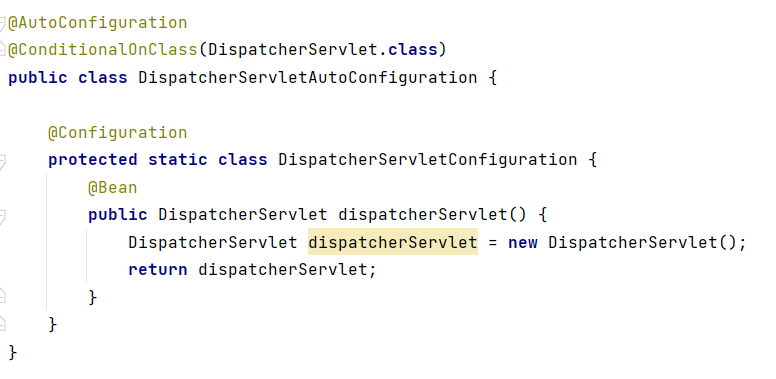 @AutoConfiguration
@ConditionalOnClass(DispatcherServlet.class)
public class DispatcherServletAutoConfiguration {
@Configuration
protected static class DispatcherServletConfiguration {
@Bean
public DispatcherServlet dispatcherServlet() {
DispatcherServlet dispatcherServlet = new DispatcherServlet();
return dispatcherServlet;
}
}
}